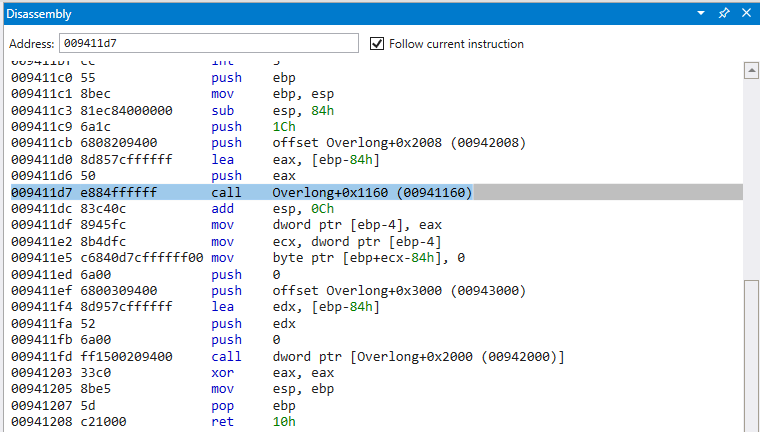 Disassembly
Address: 009411d7 Follow current instruction
009411bf cc int 3
009411c0 55 push ebp
009411c1 8bec mov ebp, esp
009411c3 81ec84000000 sub esp, 84h
009411c9 6a1c push 1Ch
009411cb 6808209400 push offset Overlong+0x2008 (00942008)
009411d0 8d857cffffff lea eax, [ebp-84h]
009411d6 50 push eax
009411d7 e884ffffff call Overlong+0x1160 (00941160)
009411dc 83c40c add esp, 0Ch
009411df 8945fc mov dword ptr [ebp-4], eax
009411e2 8b4dfc mov ecx, dword ptr [ebp-4]
009411e5 c6840d7cffffff00 mov byte ptr [ebp+ecx-84h], 0
009411ed 6a00 push 0
009411ef 6800309400 push offset Overlong+0x3000 (00943000)
009411f4 8d957cffffff lea edx, [ebp-84h]
009411fa 52 push edx
009411fb 6a00 push 0
009411fd ff1500209400 call dword ptr [Overlong+0x2000 (00942000)]
00941203 33c0 xor eax, eax
00941205 8be5 mov esp, ebp
00941207 5d pop ebp
00941208 c21000 ret 10h